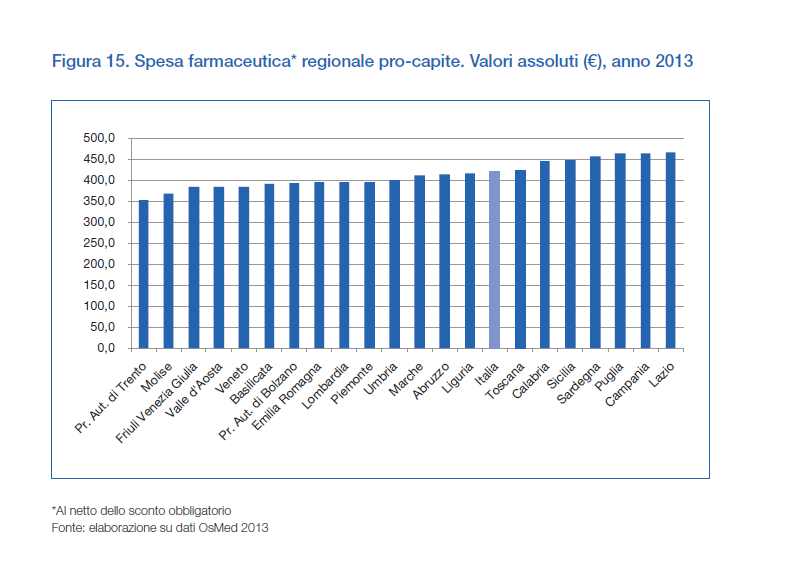 Figura 15. Spesa farmaceutica* regionale pro-capite. Valori assoluti (€), anno 2013
500,0
450,0
400,0
350,0
300,0
250,0
200,0
150,0
100,0
50,0
0,0
Pr. Aut. di Trento
Molise
Friuli Venezia Giulia
Valle d'Aosta
Veneto
Basilicata
Pr. Aut. di Bolzano
Emilia Romagna
Lombardia
Piemonte
Umbria
Marche
Abruzzo
Liguria
Italia
Toscana
Calabria
Sicilia
Sardegna
Puglia
Campania
Lazio
*Al netto dello sconto obbligatorio
Fonte: elaborazione su dati OsMed 2013